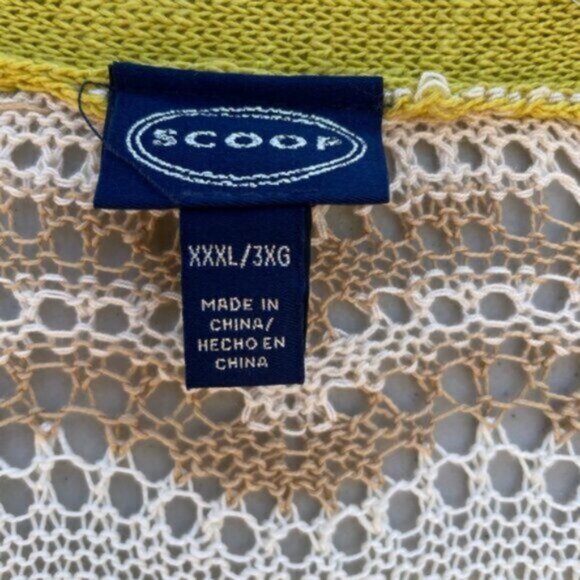 SCOOP
XXXL/3XG
MADE IN
CHINA/
HECHO EN
CHINA